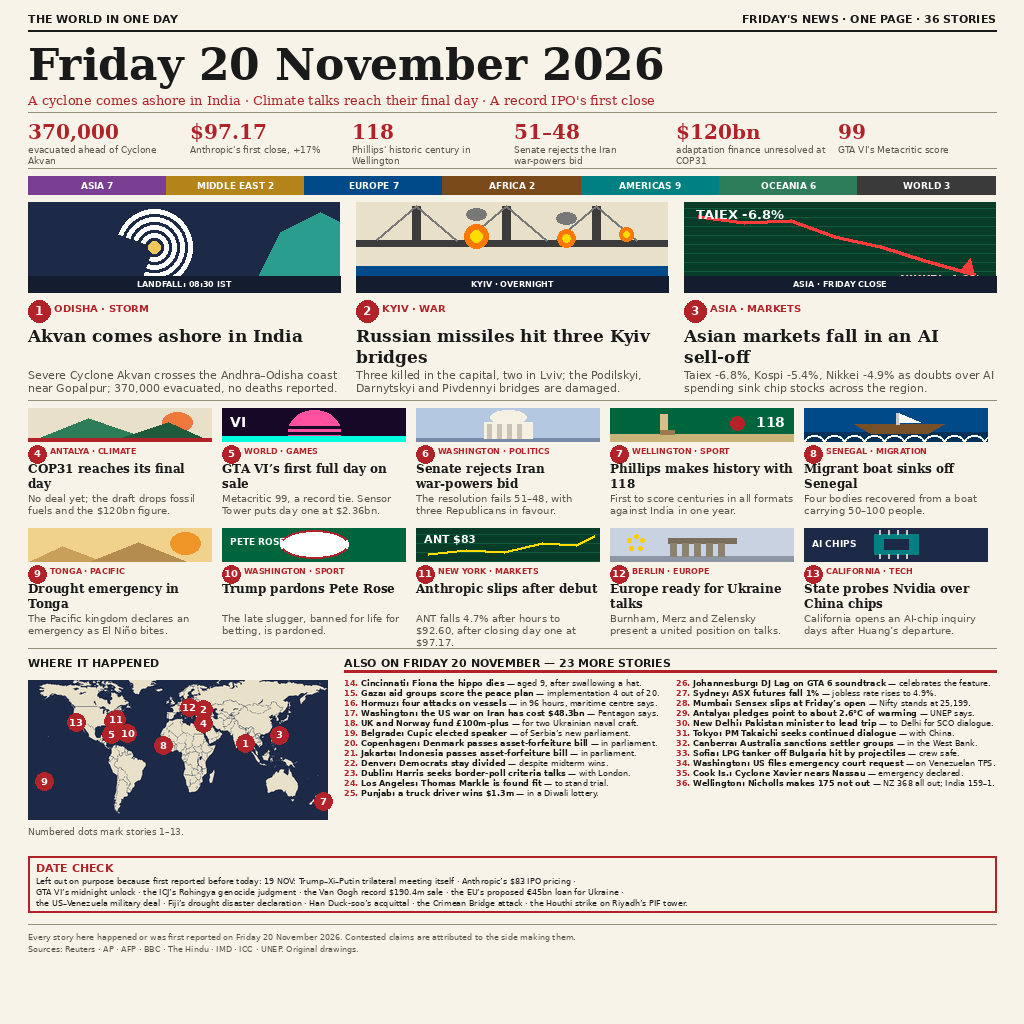 THE WORLD IN ONE DAY
FRIDAY'S NEWS · ONE PAGE · 36 STORIES
Friday 20 November 2026
A cyclone comes ashore in India · Climate talks reach their final day · A record IPO's first close
370,000
evacuated ahead of Cyclone
Akvan
$97.17
Anthropic's first close, +17%
118
Phillips' historic century in
Wellington
51–48
Senate rejects the Iran
war-powers bid
$120bn
adaptation finance unresolved at
COP31
99
GTA VI's Metacritic score
ASIA 7
MIDDLE EAST 2
EUROPE 7
AFRICA 2
AMERICAS 9
OCEANIA 6
WORLD 3
LANDFALL: 08:30 IST
1 ODISHA · STORM
Akvan comes ashore in India
Severe Cyclone Akvan crosses the Andhra–Odisha coast
near Gopalpur; 370,000 evacuated, no deaths reported.
KYIV · OVERNIGHT
2 KYIV · WAR
Russian missiles hit three Kyiv
bridges
Three killed in the capital, two in Lviv; the Podilskyi,
Darnytskyi and Pivdennyi bridges are damaged.
TAIEX -6.8%
ASIA · FRIDAY CLOSE
3 ASIA · MARKETS
Asian markets fall in an AI
sell-off
Taiex -6.8%, Kospi -5.4%, Nikkei -4.9% as doubts over AI
spending sink chip stocks across the region.
4 ANTALYA · CLIMATE
COP31 reaches its final
day
No deal yet; the draft drops fossil
fuels and the $120bn figure.
VI
5 WORLD · GAMES
GTA VI’s first full day on
sale
Metacritic 99, a record tie. Sensor
Tower puts day one at $2.36bn.
6 WASHINGTON · POLITICS
Senate rejects Iran
war-powers bid
The resolution fails 51–48, with
three Republicans in favour.
118
7 WELLINGTON · SPORT
Phillips makes history with
118
First to score centuries in all formats
against India in one year.
8 SENEGAL · MIGRATION
Migrant boat sinks off
Senegal
Four bodies recovered from a boat
carrying 50–100 people.
9 TONGA · PACIFIC
Drought emergency in
Tonga
The Pacific kingdom declares an
emergency as El Niño bites.
PETE ROSE
10 WASHINGTON · SPORT
Trump pardons Pete Rose
The late slugger, banned for life for
betting, is pardoned.
ANT $83
11 NEW YORK · MARKETS
Anthropic slips after debut
ANT falls 4.7% after hours to
$92.60, after closing day one at
$97.17.
12 BERLIN · EUROPE
Europe ready for Ukraine
talks
Burnham, Merz and Zelensky
present a united position on talks.
AI CHIPS
13 CALIFORNIA · TECH
State probes Nvidia over
China chips
California opens an AI-chip inquiry
days after Huang’s departure.
WHERE IT HAPPENED
12
2
13
11
4
5
10
8
1
3
9
7
Numbered dots mark stories 1–13.
ALSO ON FRIDAY 20 NOVEMBER — 23 MORE STORIES
14. Cincinnati: Fiona the hippo dies — aged 9, after swallowing a hat.
15. Gaza: aid groups score the peace plan — implementation 4 out of 20.
16. Hormuz: four attacks on vessels — in 96 hours, maritime centre says.
17. Washington: the US war on Iran has cost $48.3bn — Pentagon says.
18. UK and Norway fund £100m-plus — for two Ukrainian naval craft.
19. Belgrade: Cupic elected speaker — of Serbia’s new parliament.
20. Copenhagen: Denmark passes asset-forfeiture bill — in parliament.
21. Jakarta: Indonesia passes asset-forfeiture bill — in parliament.
22. Denver: Democrats stay divided — despite midterm wins.
23. Dublin: Harris seeks border-poll criteria talks — with London.
24. Los Angeles: Thomas Markle is found fit — to stand trial.
25. Punjab: a truck driver wins $1.3m — in a Diwali lottery.
26. Johannesburg: DJ Lag on GTA 6 soundtrack — celebrates the feature.
27. Sydney: ASX futures fall 1% — jobless rate rises to 4.9%.
28. Mumbai: Sensex slips at Friday’s open — Nifty stands at 25,199.
29. Antalya: pledges point to about 2.6°C of warming — UNEP says.
30. New Delhi: Pakistan minister to lead trip — to Delhi for SCO dialogue.
31. Tokyo: PM Takaichi seeks continued dialogue — with China.
32. Canberra: Australia sanctions settler groups — in the West Bank.
33. Sofia: LPG tanker off Bulgaria hit by projectiles — crew safe.
34. Washington: US files emergency court request — on Venezuelan TPS.
35. Cook Is.: Cyclone Xavier nears Nassau — emergency declared.
36. Wellington: Nicholls makes 175 not out — NZ 368 all out; India 159–1.
DATE CHECK
Left out on purpose because first reported before today: 19 NOV: Trump–Xi–Putin trilateral meeting itself · Anthropic's $83 IPO pricing ·
GTA VI's midnight unlock · the ICJ's Rohingya genocide judgment · the Van Gogh record $190.4m sale · the EU's proposed €45bn loan for Ukraine ·
the US–Venezuela military deal · Fiji's drought disaster declaration · Han Duck-soo's acquittal · the Crimean Bridge attack · the Houthi strike on Riyadh's PIF tower.
Every story here happened or was first reported on Friday 20 November 2026. Contested claims are attributed to the side making them.
Sources: Reuters · AP · AFP · BBC · The Hindu · IMD · ICC · UNEP. Original drawings.